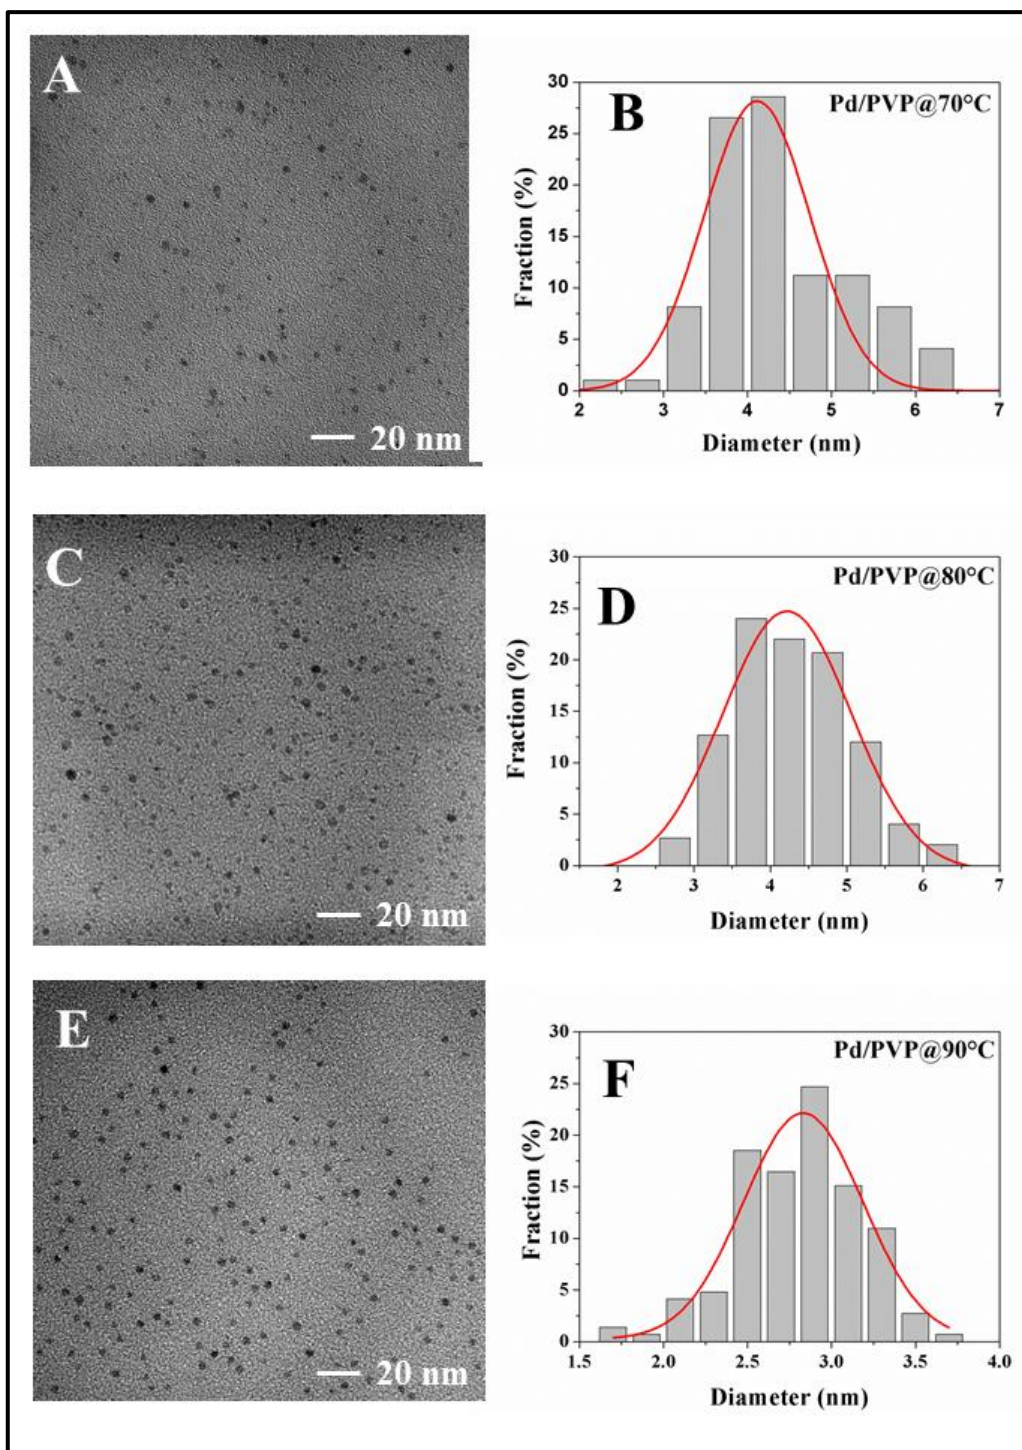 A
20 nm
B
Pd/PVP@70°C
Fraction (%)
30
25
20
15
10
5
0
2 3 4 5 6 7
Diameter (nm)
C
20 nm
D
Pd/PVP@80°C
Fraction (%)
30
25
20
15
10
5
0
2 3 4 5 6 7
Diameter (nm)
E
20 nm
F
Pd/PVP@90°C
Fraction (%)
30
25
20
15
10
5
0
1.5 2.0 2.5 3.0 3.5 4.0
Diameter (nm)